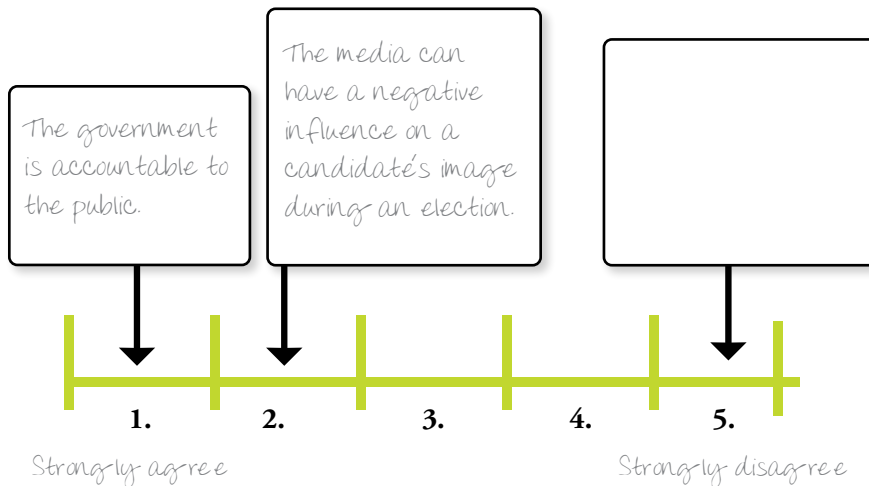 The government
is accountable to
the public.
The media can
have a negative
influence on a
candidate's image
during an election.
1. 2. 3. 4. 5.
Strongly agree Strongly disagree